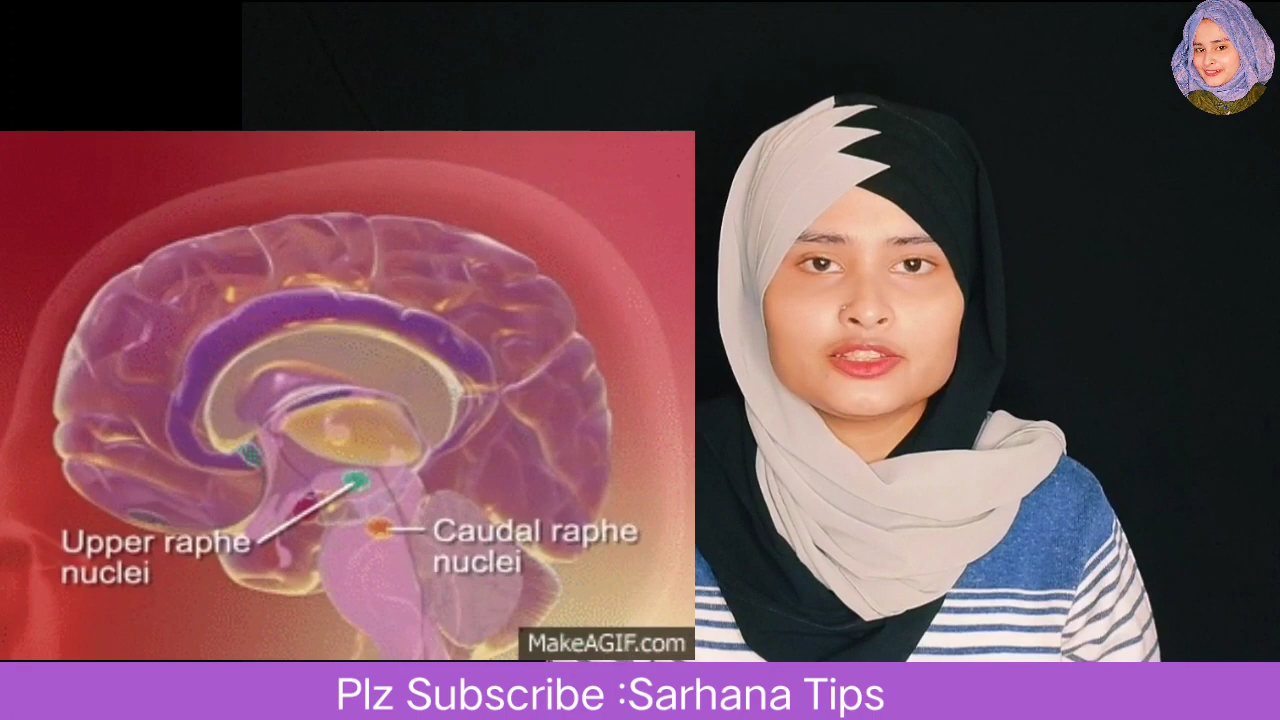 Upper raphe
nuclei
Caudal raphe
nuclei
MakeAGIF.com
Plz Subscribe :Sarhana Tips